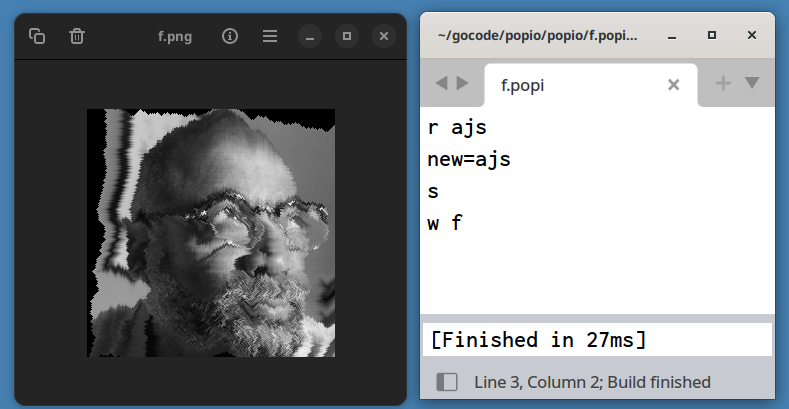 f.png
~/gocode/popio/popio/f.popi...
f.popi
r ajs
new=ajs
s
w f
[Finished in 27ms]
Line 3, Column 2; Build finished